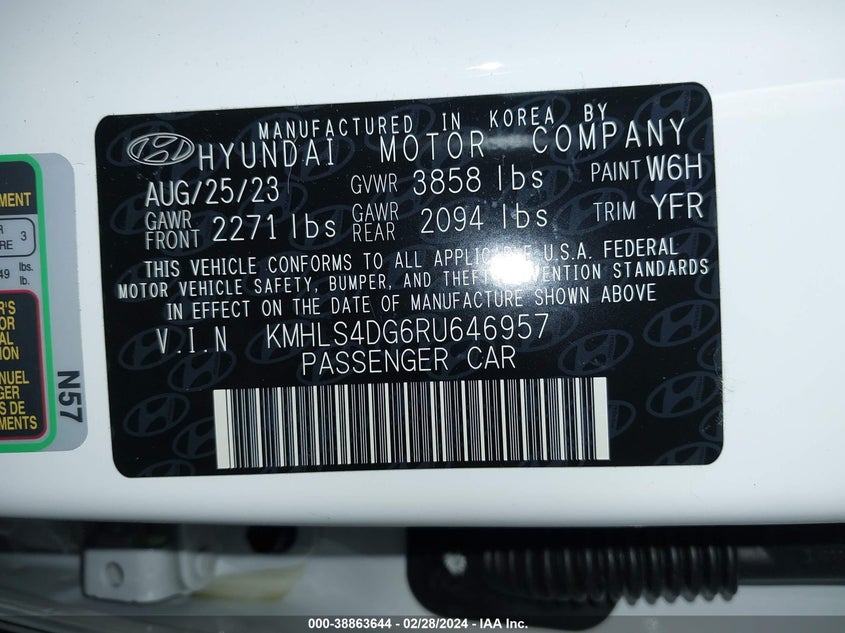 MANUFACTURED IN KOREA BY
HYUNDAI MOTOR COMPANY
AUG/25/23 GVWR 3858 lbs PAINT W6H
GAWR FRONT 2271 lbs GAWR REAR 2094 lbs TRIM YFR
THIS VEHICLE CONFORMS TO ALL APPLICABLE U.S.A. FEDERAL
MOTOR VEHICLE SAFETY, BUMPER, AND THEFT PREVENTION STANDARDS
IN EFFECT ON THE DATE OF MANUFACTURE SHOWN ABOVE
V.I.N KMHLS4DG6RU646957
PASSENGER CAR
3
lbs.
lb.
N57
000-38863644 - 02/28/2024 - IAA Inc.